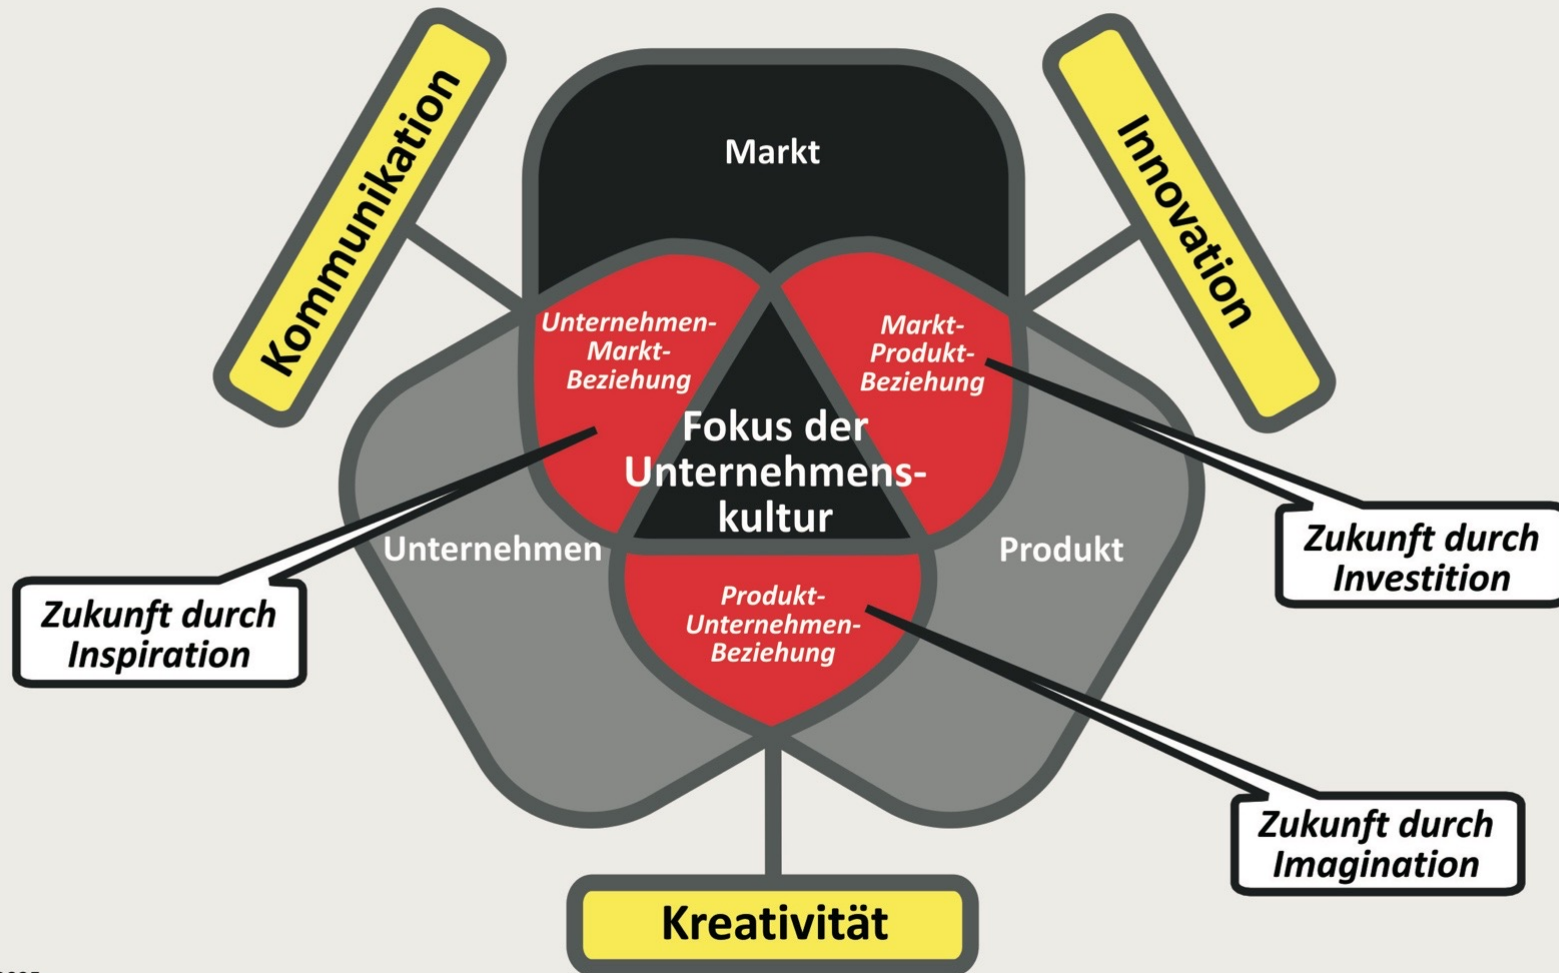 Kommunikation
Innovation
Markt
Unternehmen-
Markt-
Beziehung
Markt-
Produkt-
Beziehung
Fokus der
Unternehmens-
kultur
Unternehmen
Produkt
Zukunft durch
Investition
Zukunft durch
Inspiration
Produkt-
Unternehmen-
Beziehung
Zukunft durch
Imagination
Kreativität